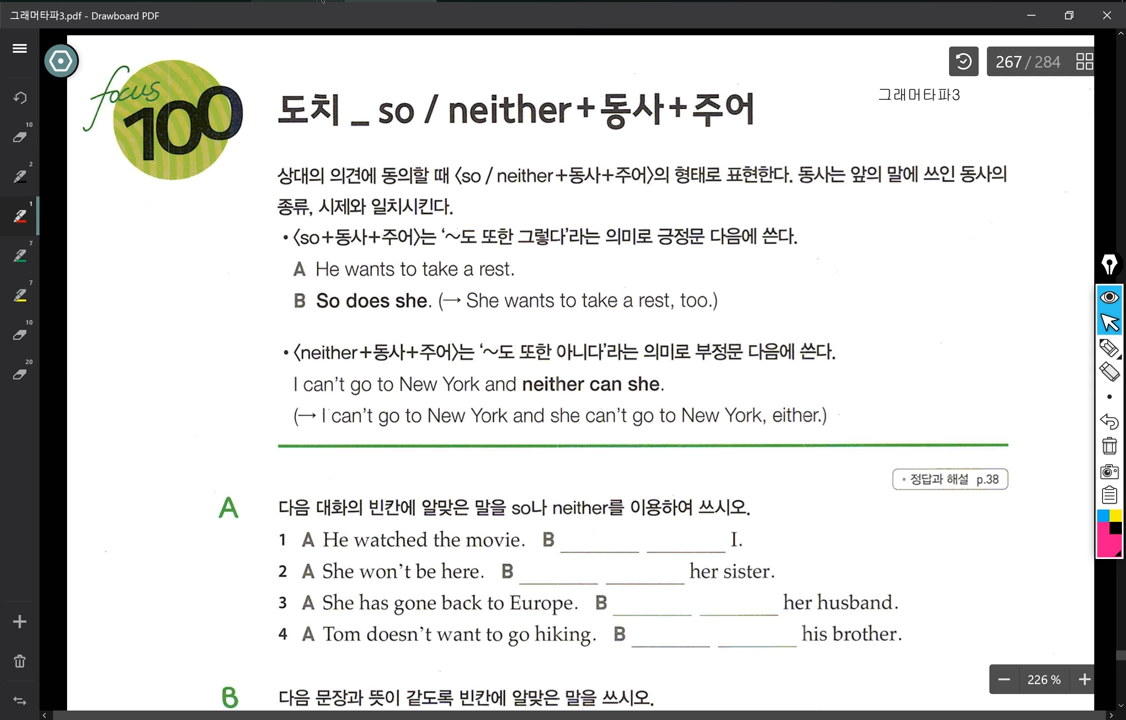 그래머타파3.pdf - Drawboard PDF
267 / 284
그래머타파3
focus
100
도치 _ so / neither+동사+주어
상대의 의견에 동의할 때 〈so / neither+동사+주어〉의 형태로 표현한다. 동사는 앞의 말에 쓰인 동사의
종류, 시제와 일치시킨다.
•〈so+동사+주어〉는 ‘~도 또한 그렇다’라는 의미로 긍정문 다음에 쓴다.
A He wants to take a rest.
B So does she. (→ She wants to take a rest, too.)
•〈neither+동사+주어〉는 ‘~도 또한 아니다’라는 의미로 부정문 다음에 쓴다.
I can’t go to New York and neither can she.
(→ I can’t go to New York and she can’t go to New York, either.)
• 정답과 해설 p.38
A 다음 대화의 빈칸에 알맞은 말을 so나 neither를 이용하여 쓰시오.
1 A He watched the movie. B ________ ________ I.
2 A She won’t be here. B ________ ________ her sister.
3 A She has gone back to Europe. B ________ ________ her husband.
4 A Tom doesn’t want to go hiking. B ________ ________ his brother.
B 다음 문장과 뜻이 같도록 빈칸에 알맞은 말을 쓰시오.
226 %
10
2
1
7
7
10
20